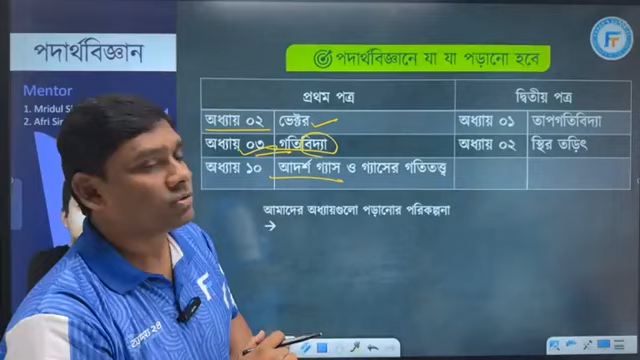 পদার্থবিজ্ঞান
Mentor
1. Mridul
2. Afri Sir
পদার্থবিজ্ঞানে যা যা পড়ানো হবে
প্রথম পত্র
দ্বিতীয় পত্র
অধ্যায় ০২ ভেক্টর
অধ্যায় ০১ তাপগতিবিদ্যা
অধ্যায় ০৩ গতিবিদ্যা
অধ্যায় ০২ স্থির তড়িৎ
অধ্যায় ১০ আদর্শ গ্যাস ও গ্যাসের গতিতত্ত্ব
আমাদের অধ্যায়গুলো পড়ানোর পরিকল্পনা
→